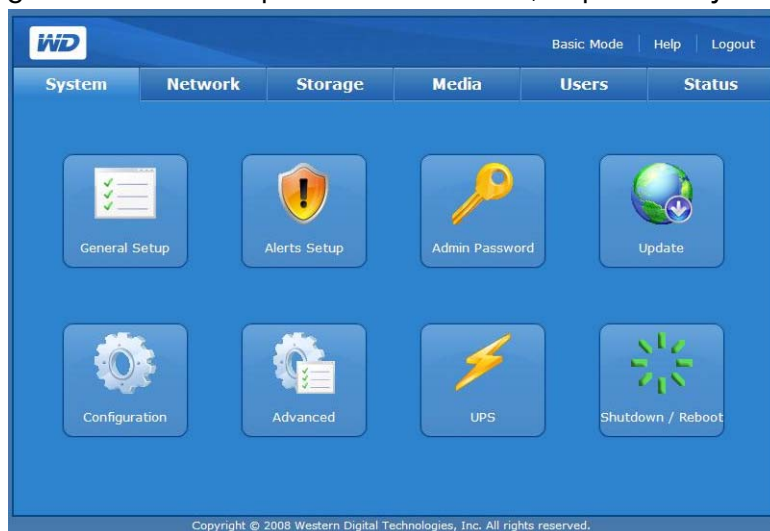 WD
Basic Mode Help Logout
System Network Storage Media Users Status
General Setup Alerts Setup Admin Password Update
Configuration Advanced UPS Shutdown / Reboot
Copyright © 2008 Western Digital Technologies, Inc. All rights reserved.